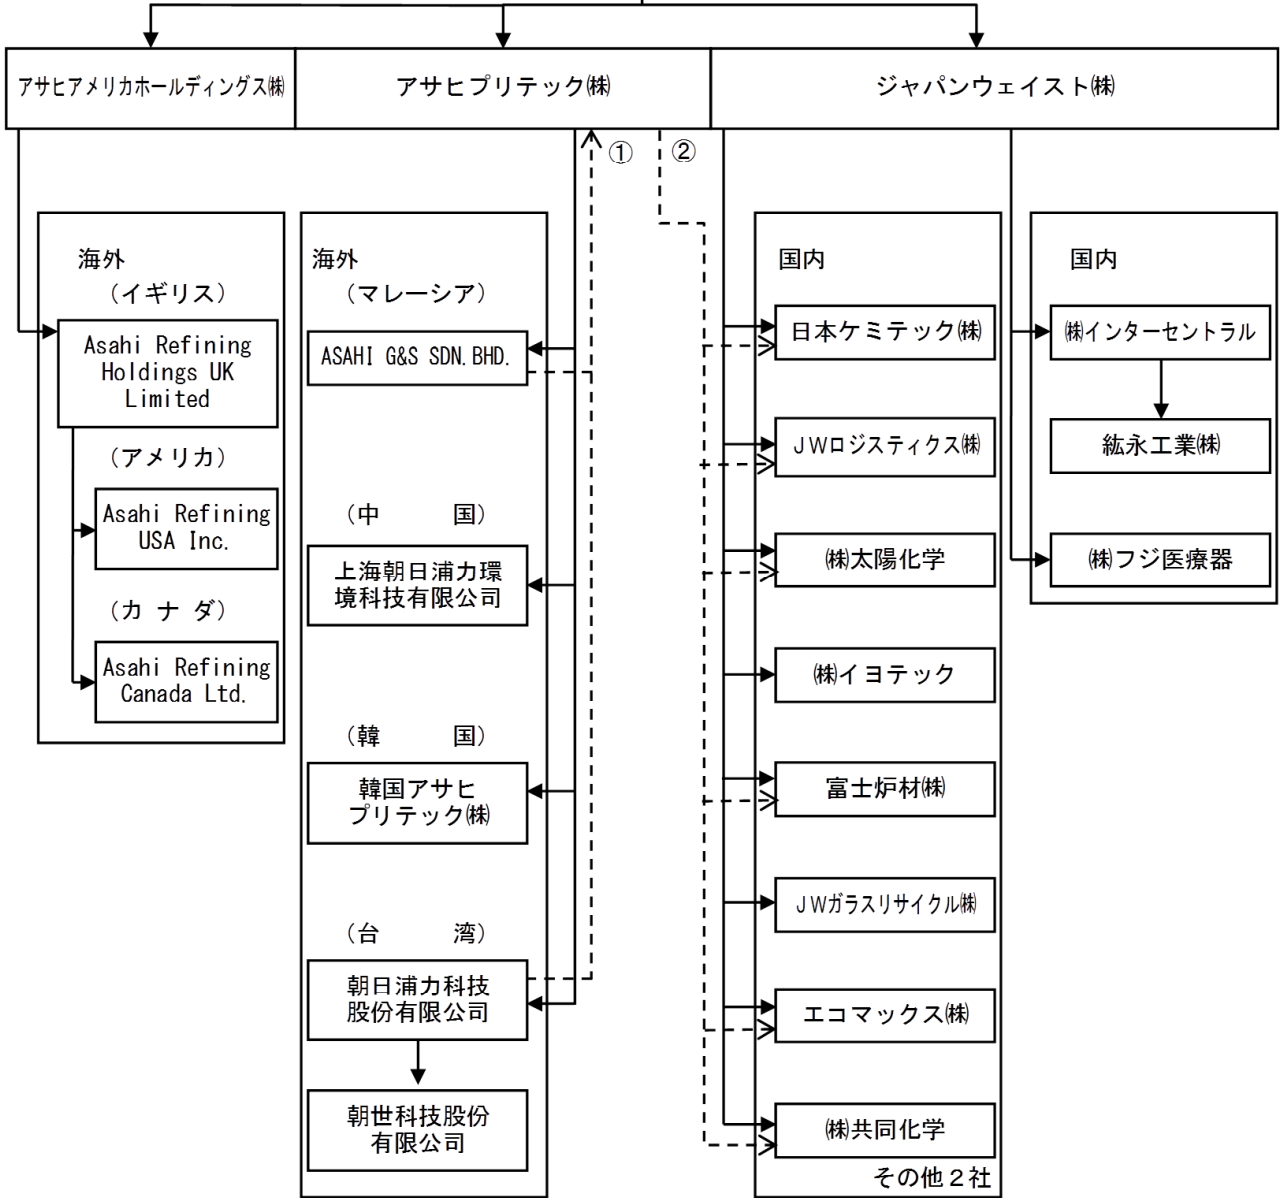 アサヒアメリカホールディングス㈱
アサヒプリテック㈱
ジャパンウェイスト㈱
①
②
海外
（イギリス）
Asahi Refining
Holdings UK
Limited
（アメリカ）
Asahi Refining
USA Inc.
（カ ナ ダ）
Asahi Refining
Canada Ltd.
海外
（マレーシア）
ASAHI G&S SDN.BHD.
（中　　国）
上海朝日浦力環
境科技有限公司
（韓　　国）
韓国アサヒ
プリテック㈱
（台　　湾）
朝日浦力科技
股份有限公司
朝世科技股份
有限公司
国内
日本ケミテック㈱
ＪＷロジスティクス㈱
㈱太陽化学
㈱イヨテック
富士炉材㈱
ＪＷガラスリサイクル㈱
エコマックス㈱
㈱共同化学
その他２社
国内
㈱インターセントラル
紘永工業㈱
㈱フジ医療器